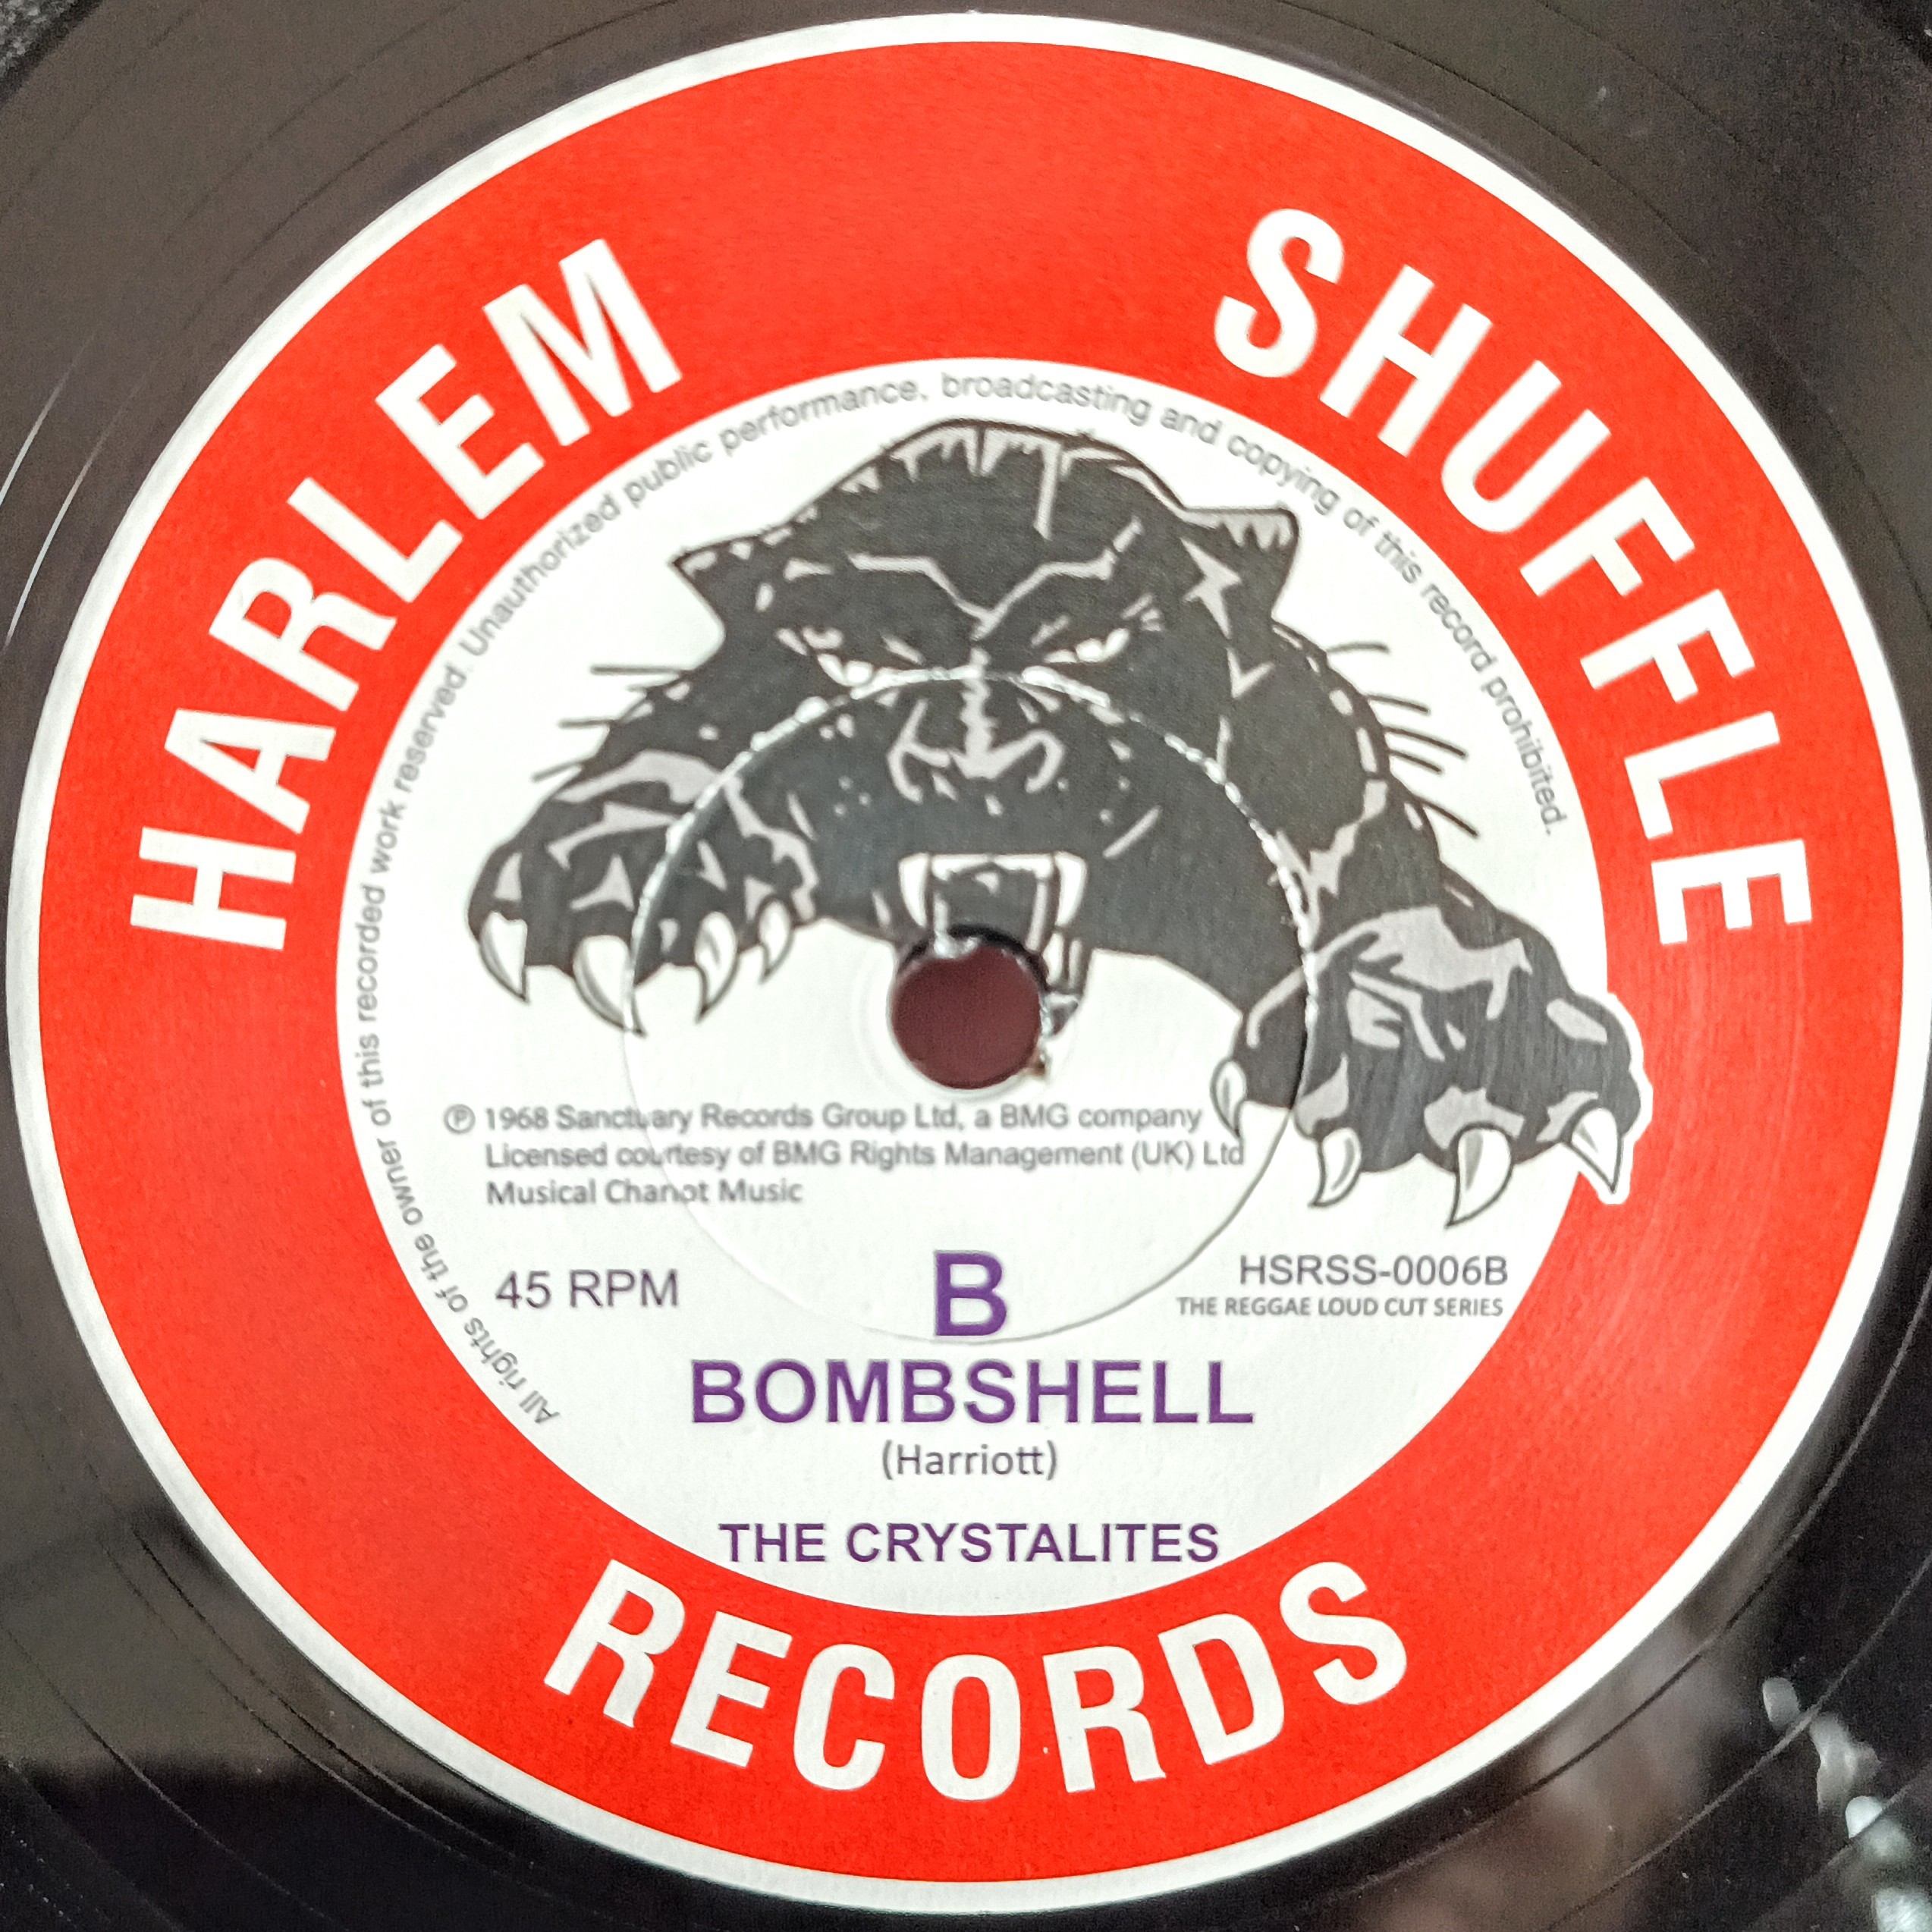 HARLEM SHUFFLE
All rights of the owner of this recorded work reserved. Unauthorized public performance, broadcasting and copying of this record prohibited.
℗ 1968 Sanctuary Records Group Ltd, a BMG company
Licensed courtesy of BMG Rights Management (UK) Ltd
Musical Chariot Music
45 RPM
B
HSRSS-0006B
THE REGGAE LOUD CUT SERIES
BOMBSHELL
(Harriott)
THE CRYSTALITES
RECORDS